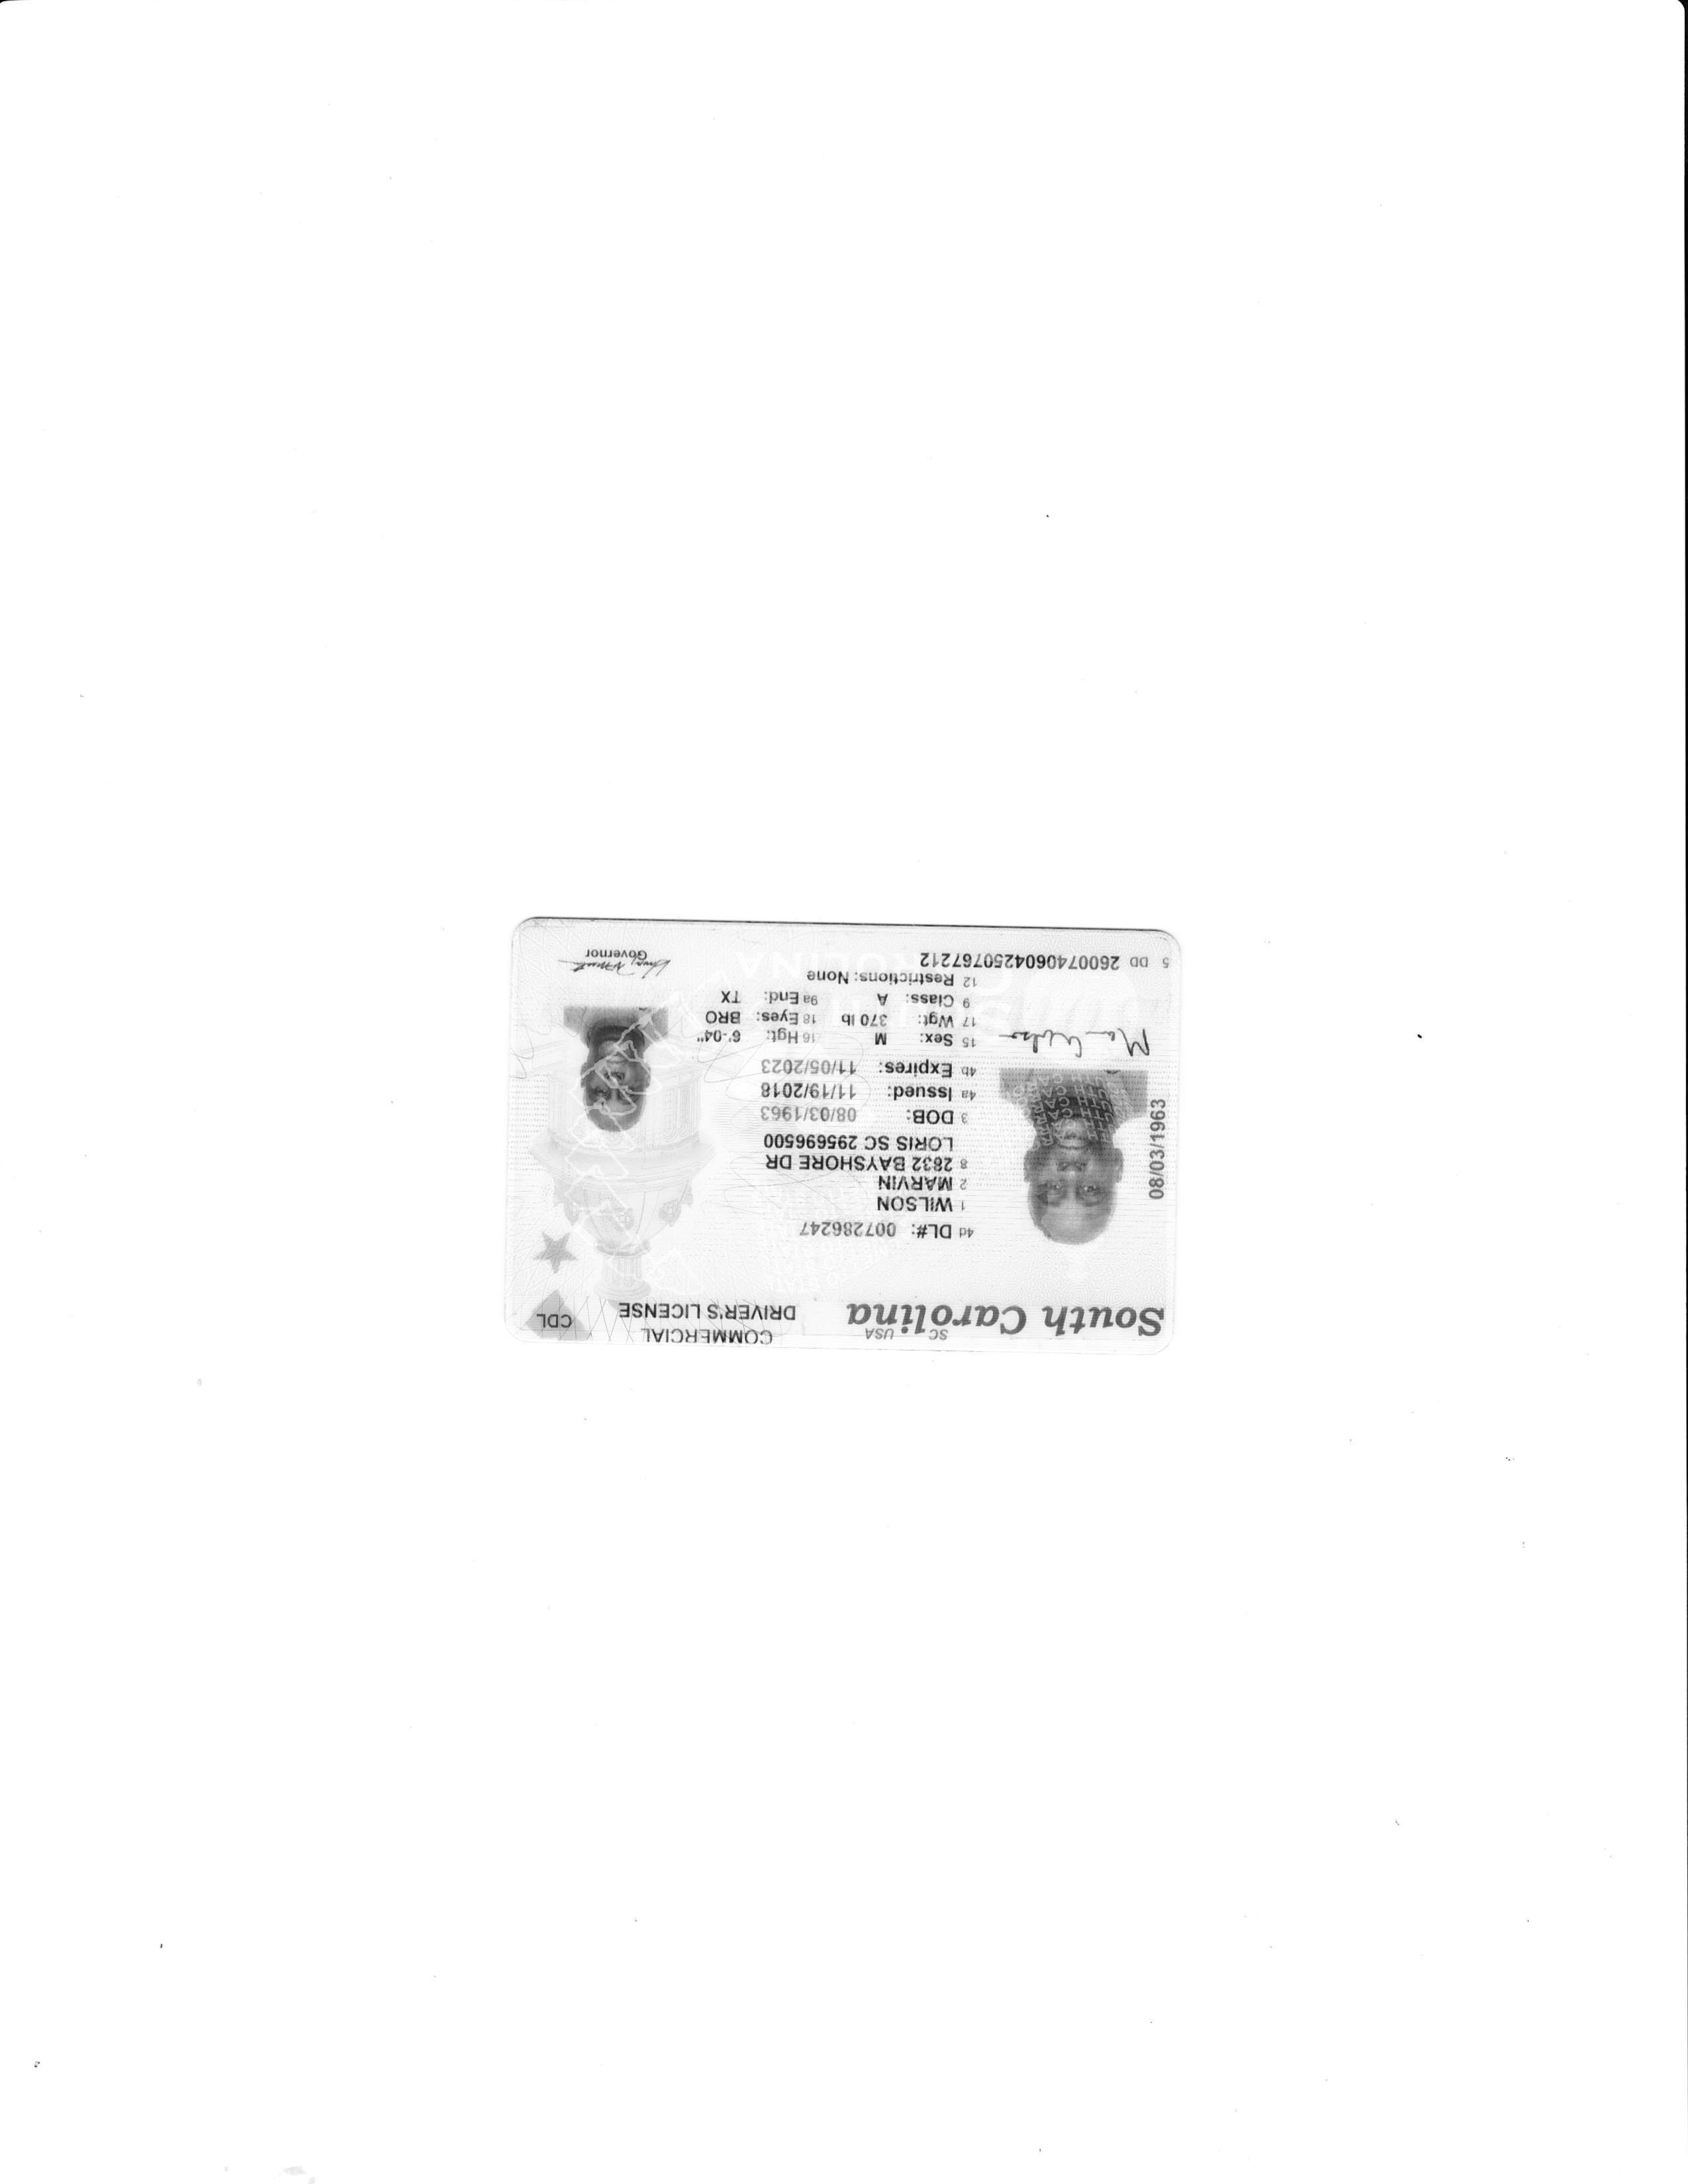 South Carolina
SC USA
COMMERCIAL
DRIVER'S LICENSE
CDL
4d DL#: 007286247
1 WILSON
2 MARVIN
8 2832 BAYSHORE DR
LORIS SC 295696500
3 DOB: 08/03/1963
4a Issued: 11/19/2018
4b Expires: 11/05/2023
15 Sex: M 16 Hgt: 6'-04"
17 Wgt: 370 lb 18 Eyes: BRO
9 Class: A 9a End: TX
12 Restrictions: None
5 DD 2600740604250767212
08/03/1963
Governor